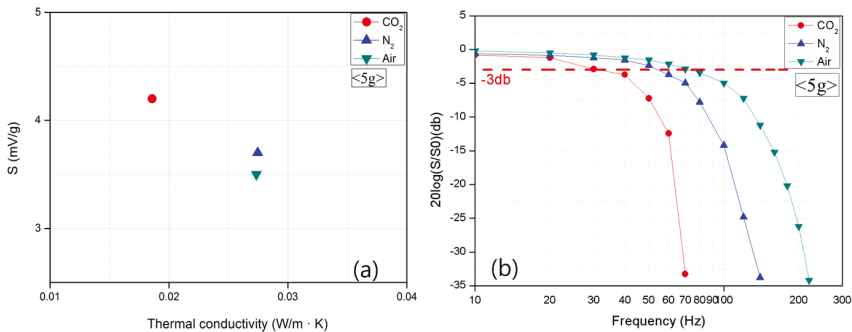 5
4
3
S (mV/g)
CO2
N2
Air
<5g>
(a)
0.01
0.02
0.03
0.04
Thermal conductivity (W/m · K)
5
0
-5
-10
-15
-20
-25
-30
-35
20log(S/S0)(db)
CO2
N2
Air
<5g>
-3db
(b)
10
20
30
40
50
60
70
80
90
100
200
300
Frequency (Hz)